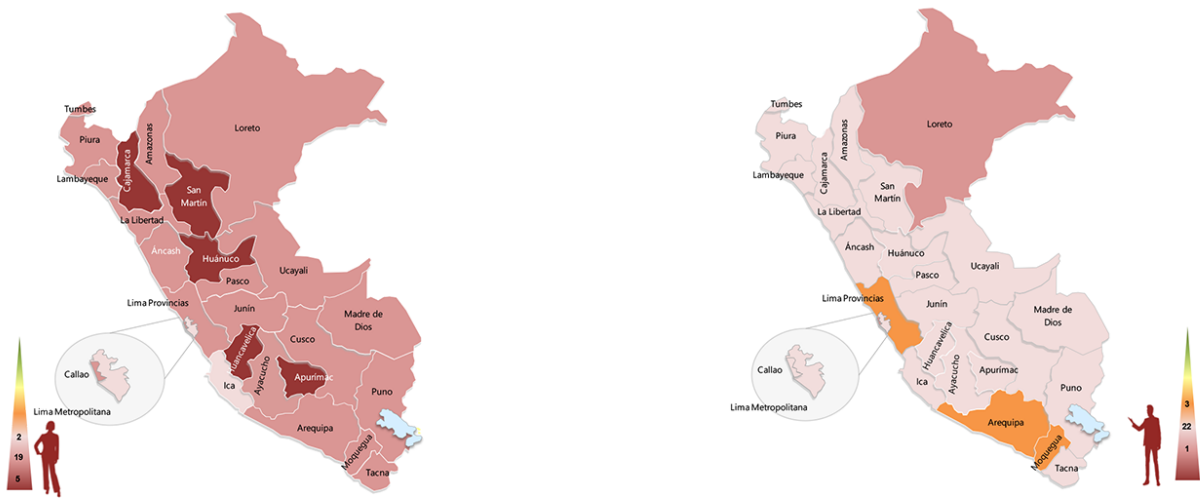 Tumbes
Piura
Amazonas
Loreto
Lambayeque
Cajamarca
San
Martín
La Libertad
Áncash
Huánuco
Ucayali
Pasco
Lima Provincias
Junín
Madre de
Dios
Cusco
Huancavelica
Callao
Ica
Ayacucho
Apurímac
Puno
Lima Metropolitana
Arequipa
Moquegua
Tacna
2
19
5
Tumbes
Piura
Amazonas
Loreto
Lambayeque
Cajamarca
San
Martín
La Libertad
Áncash
Huánuco
Ucayali
Pasco
Lima Provincias
Junín
Madre de
Dios
Cusco
Huancavelica
Callao
Ica
Ayacucho
Apurímac
Puno
Lima Metropolitana
Arequipa
Moquegua
Tacna
3
22
1